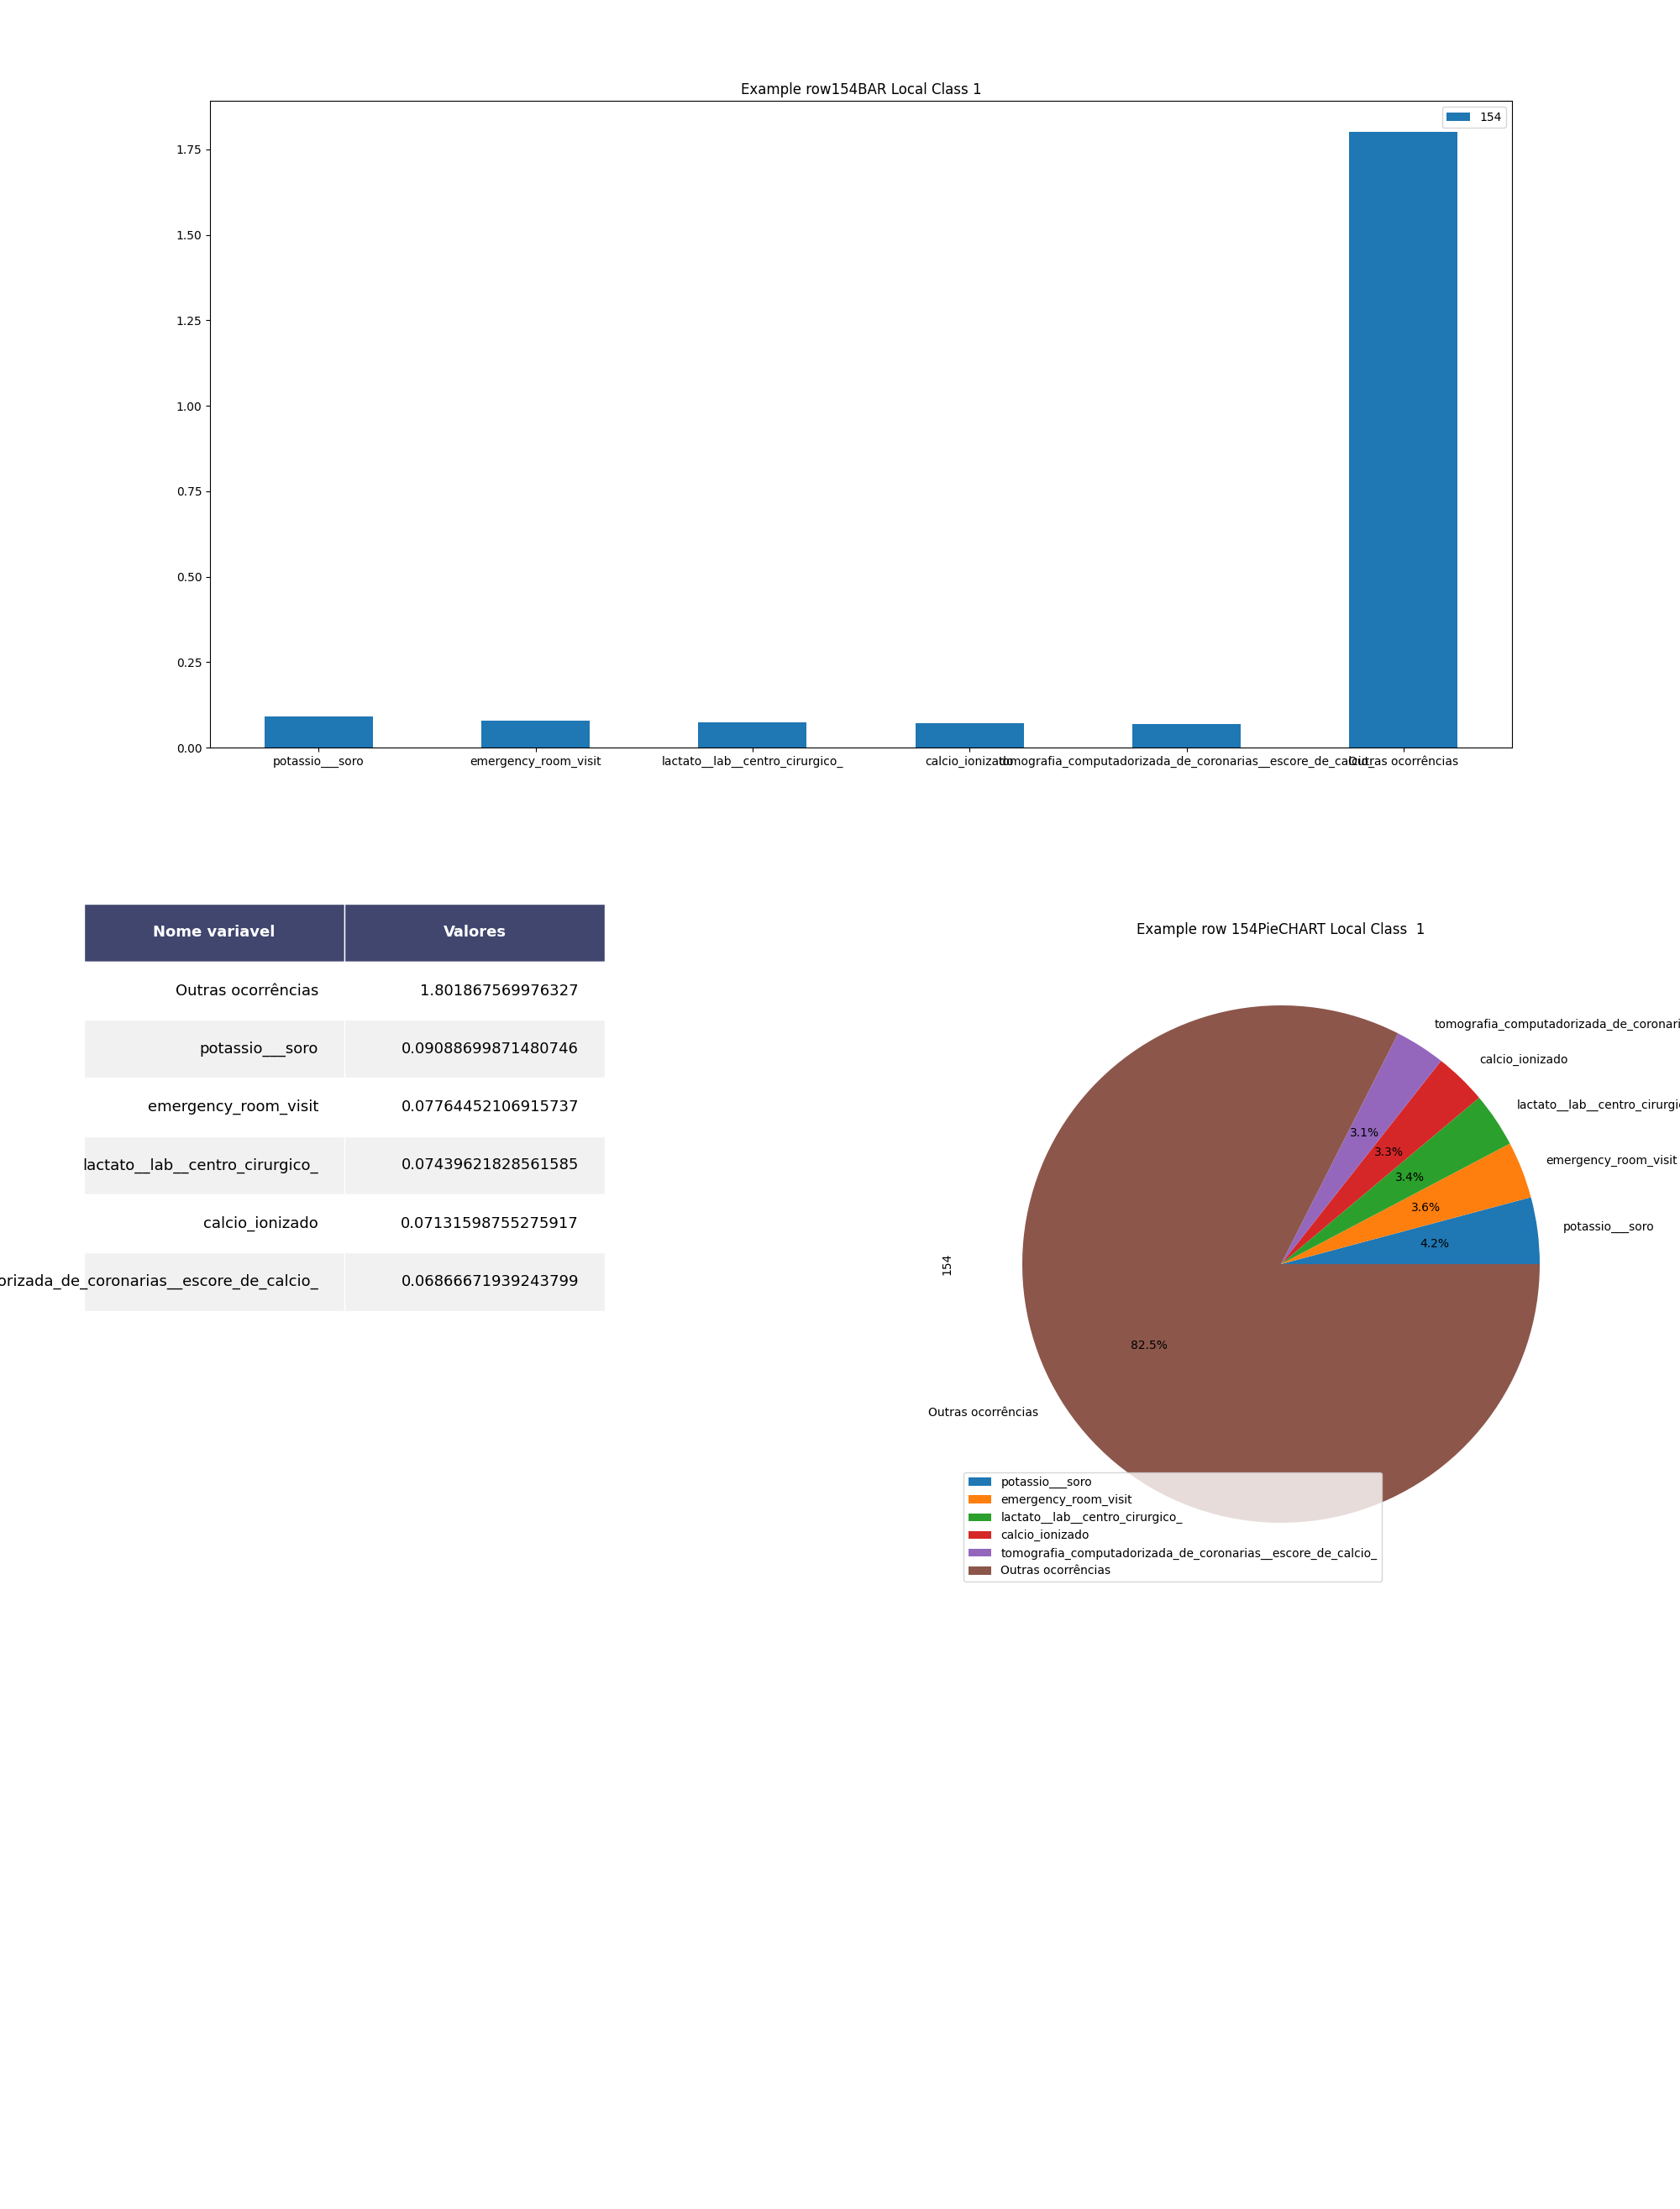 Example row154BAR Local Class 1
154
1.75
1.50
1.25
1.00
0.75
0.50
0.25
0.00
potassio___soro
emergency_room_visit
lactato__lab__centro_cirurgico_
calcio_ionizado
tomografia_computadorizada_de_coronarias__escore_de_calcio_
Outras ocorrências
Nome variavel Valores
Outras ocorrências 1.801867569976327
potassio___soro 0.09088699871480746
emergency_room_visit 0.07764452106915737
lactato__lab__centro_cirurgico_ 0.07439621828561585
calcio_ionizado 0.07131598755275917
orizada_de_coronarias__escore_de_calcio_ 0.06866671939243799
Example row 154PieCHART Local Class  1
tomografia_computadorizada_de_coronari
calcio_ionizado
lactato__lab__centro_cirurgi
emergency_room_visit
potassio___soro
3.1%
3.3%
3.4%
3.6%
4.2%
154
82.5%
Outras ocorrências
potassio___soro
emergency_room_visit
lactato__lab__centro_cirurgico_
calcio_ionizado
tomografia_computadorizada_de_coronarias__escore_de_calcio_
Outras ocorrências